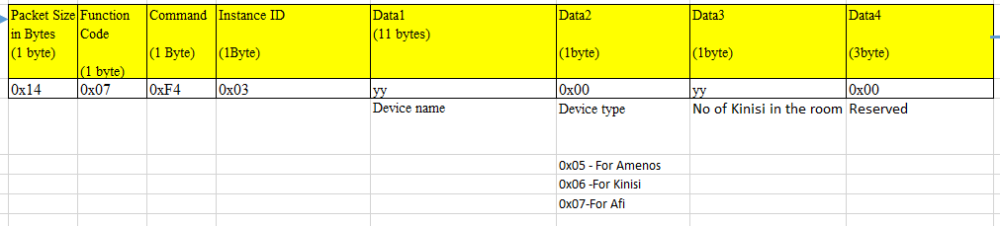 Packet Size in Bytes (1 byte)
Function Code (1 byte)
Command (1 Byte)
Instance ID (1Byte)
Data1 (11 bytes)
Data2 (1byte)
Data3 (1byte)
Data4 (3byte)
0x14 0x07 0xF4 0x03 yy 0x00 yy 0x00
Device name Device type No of Kinisi in the room Reserved
0x05 - For Amenos
0x06 -For Kinisi
0x07-For Afi